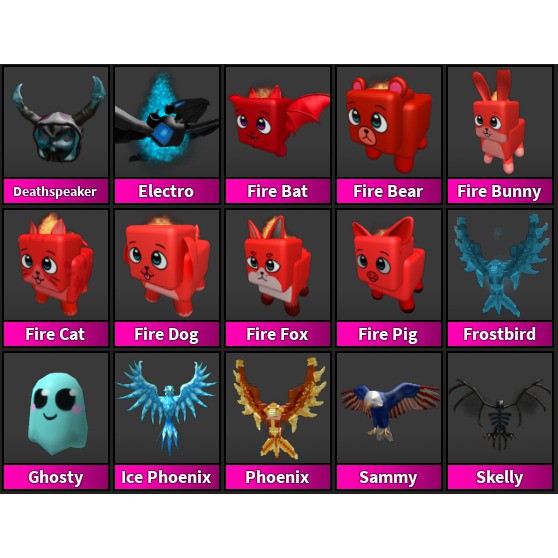 Deathspeaker
Electro
Fire Bat
Fire Bear
Fire Bunny
Fire Cat
Fire Dog
Fire Fox
Fire Pig
Frostbird
Ghosty
Ice Phoenix
Phoenix
Sammy
Skelly